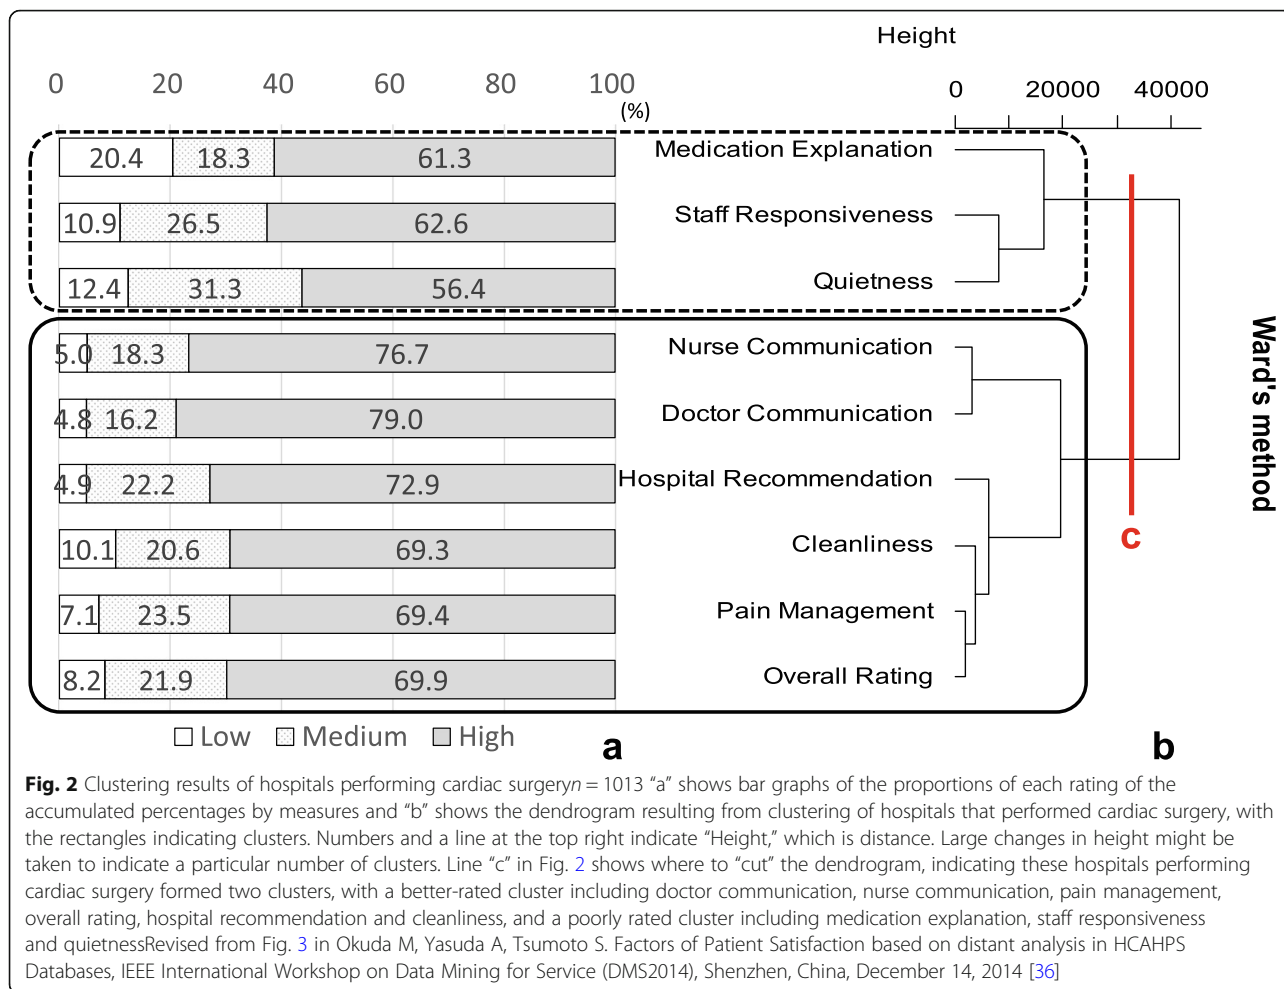 Height
0 20 40 60 80 100
(%)
0 20000 40000
20.4 18.3 61.3 Medication Explanation
10.9 26.5 62.6 Staff Responsiveness
12.4 31.3 56.4 Quietness
5.0 18.3 76.7 Nurse Communication
4.8 16.2 79.0 Doctor Communication
4.9 22.2 72.9 Hospital Recommendation
10.1 20.6 69.3 Cleanliness
7.1 23.5 69.4 Pain Management
8.2 21.9 69.9 Overall Rating
Ward's method
c
Low Medium High
a
b
Fig. 2 Clustering results of hospitals performing cardiac surgeryn = 1013 “a” shows bar graphs of the proportions of each rating of the
accumulated percentages by measures and “b” shows the dendrogram resulting from clustering of hospitals that performed cardiac surgery, with
the rectangles indicating clusters. Numbers and a line at the top right indicate “Height,” which is distance. Large changes in height might be
taken to indicate a particular number of clusters. Line “c” in Fig. 2 shows where to “cut” the dendrogram, indicating these hospitals performing
cardiac surgery formed two clusters, with a better-rated cluster including doctor communication, nurse communication, pain management,
overall rating, hospital recommendation and cleanliness, and a poorly rated cluster including medication explanation, staff responsiveness
and quietnessRevised from Fig. 3 in Okuda M, Yasuda A, Tsumoto S. Factors of Patient Satisfaction based on distant analysis in HCAHPS
Databases, IEEE International Workshop on Data Mining for Service (DMS2014), Shenzhen, China, December 14, 2014 [36]